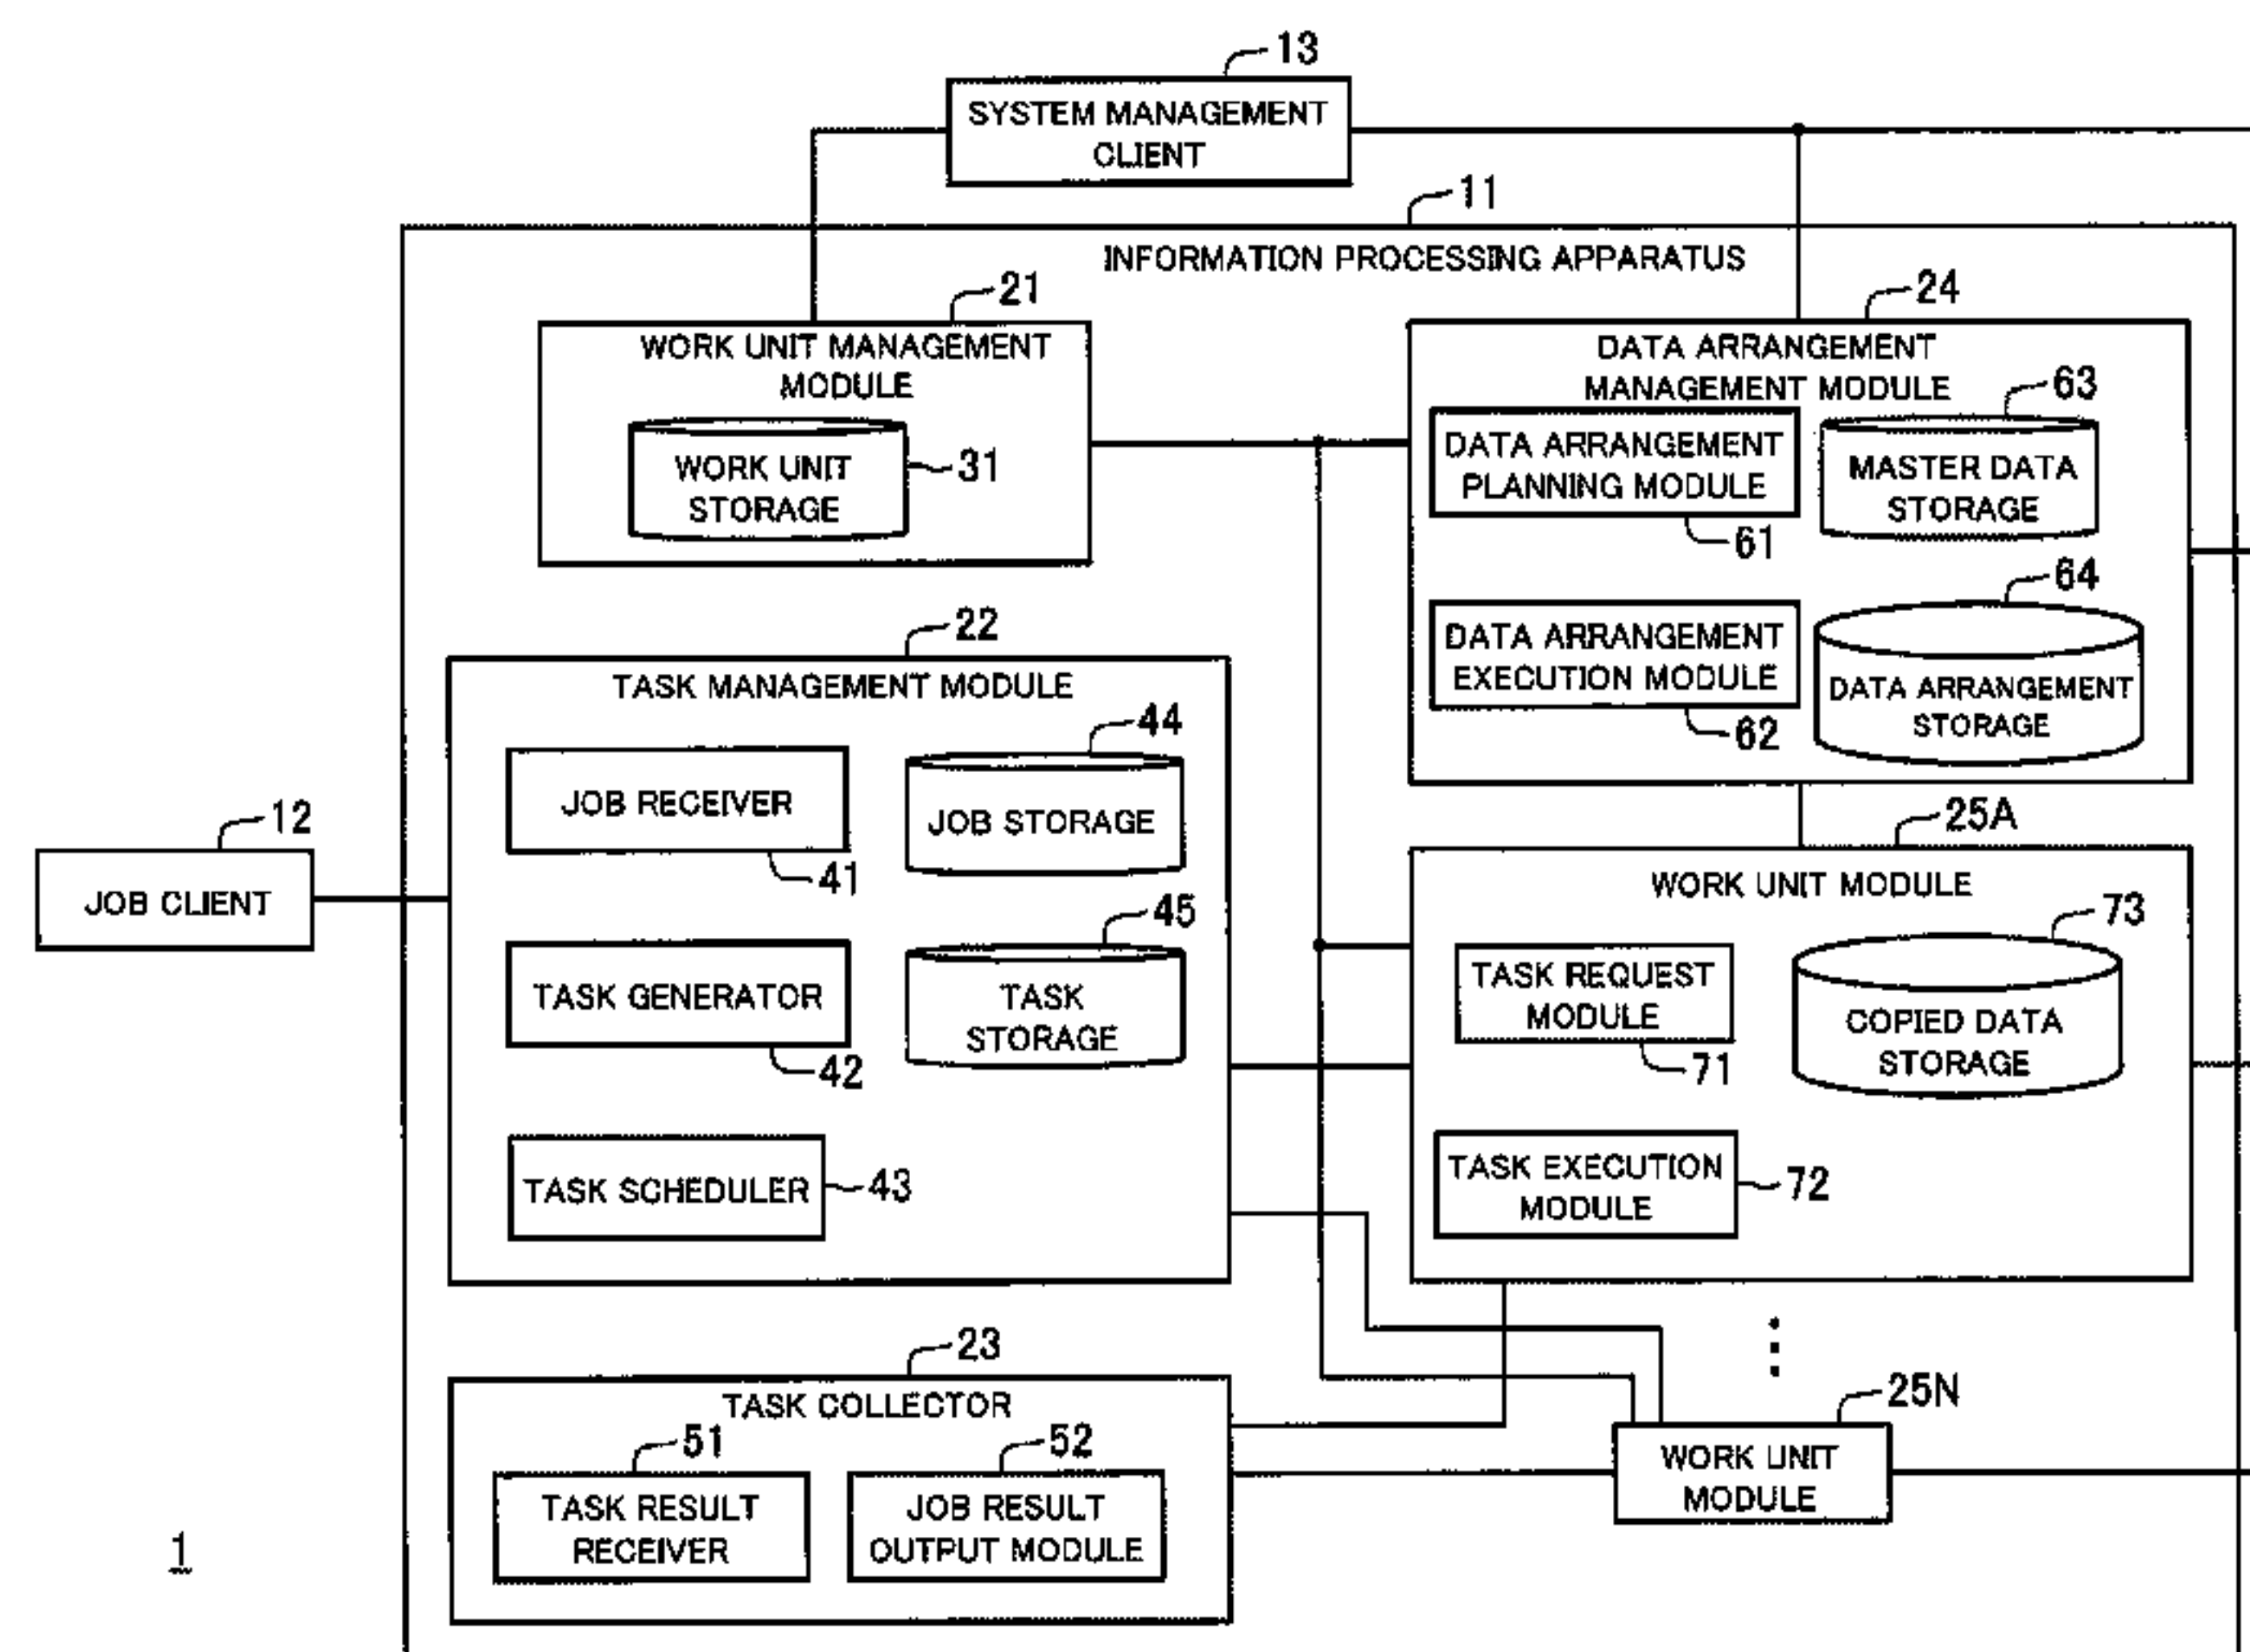 13
SYSTEM MANAGEMENT
CLIENT
11
INFORMATION PROCESSING APPARATUS
21
WORK UNIT MANAGEMENT
MODULE
WORK UNIT
STORAGE
31
24
DATA ARRANGEMENT
MANAGEMENT MODULE
DATA ARRANGEMENT
PLANNING MODULE
61
63
MASTER DATA
STORAGE
DATA ARRANGEMENT
EXECUTION MODULE
62
64
DATA ARRANGEMENT
STORAGE
22
TASK MANAGEMENT MODULE
JOB RECEIVER
41
44
JOB STORAGE
12
JOB CLIENT
TASK GENERATOR
42
45
TASK
STORAGE
TASK SCHEDULER
43
25A
WORK UNIT MODULE
TASK REQUEST
MODULE
71
73
COPIED DATA
STORAGE
TASK EXECUTION
MODULE
72
23
TASK COLLECTOR
51
TASK RESULT
RECEIVER
52
JOB RESULT
OUTPUT MODULE
25N
WORK UNIT
MODULE
1